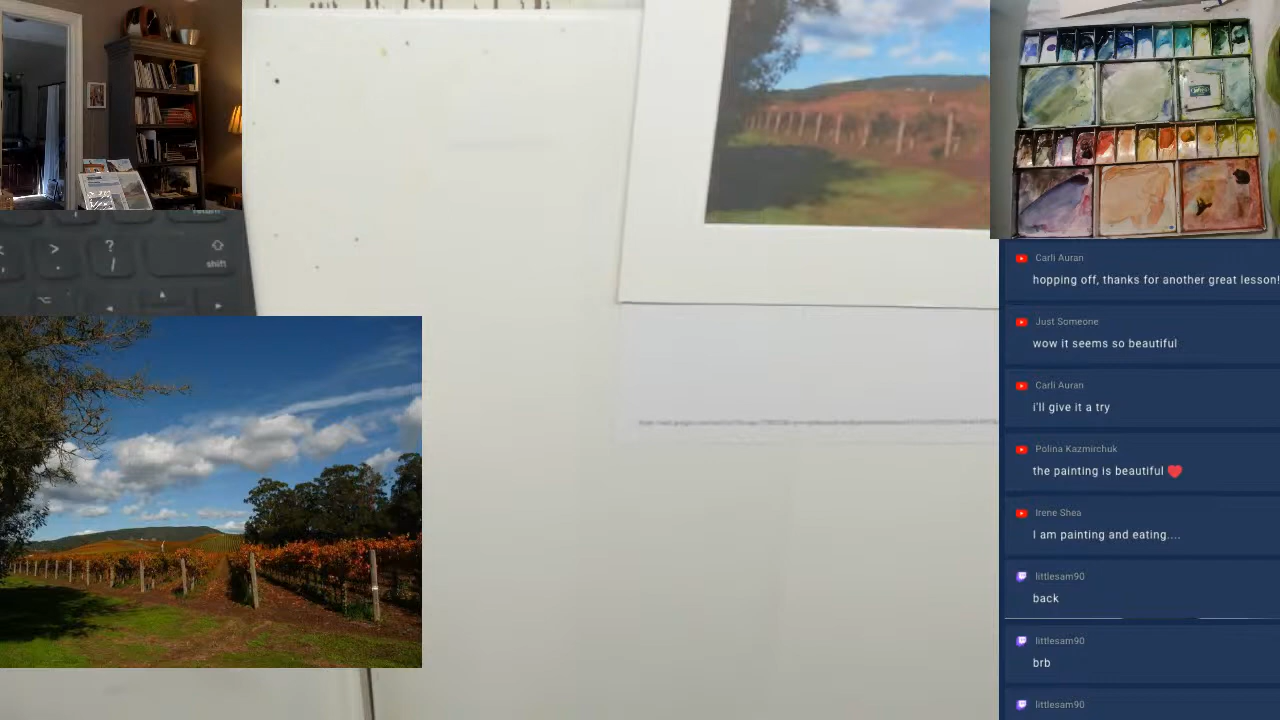 return
>
.
?
/
shift
Carli Auran
hopping off, thanks for another great lesson!
Just Someone
wow it seems so beautiful
Carli Auran
i'll give it a try
Polina Kazmirchuk
the painting is beautiful ❤️
Irene Shea
I am painting and eating....
littlesam90
back
littlesam90
brb
littlesam90